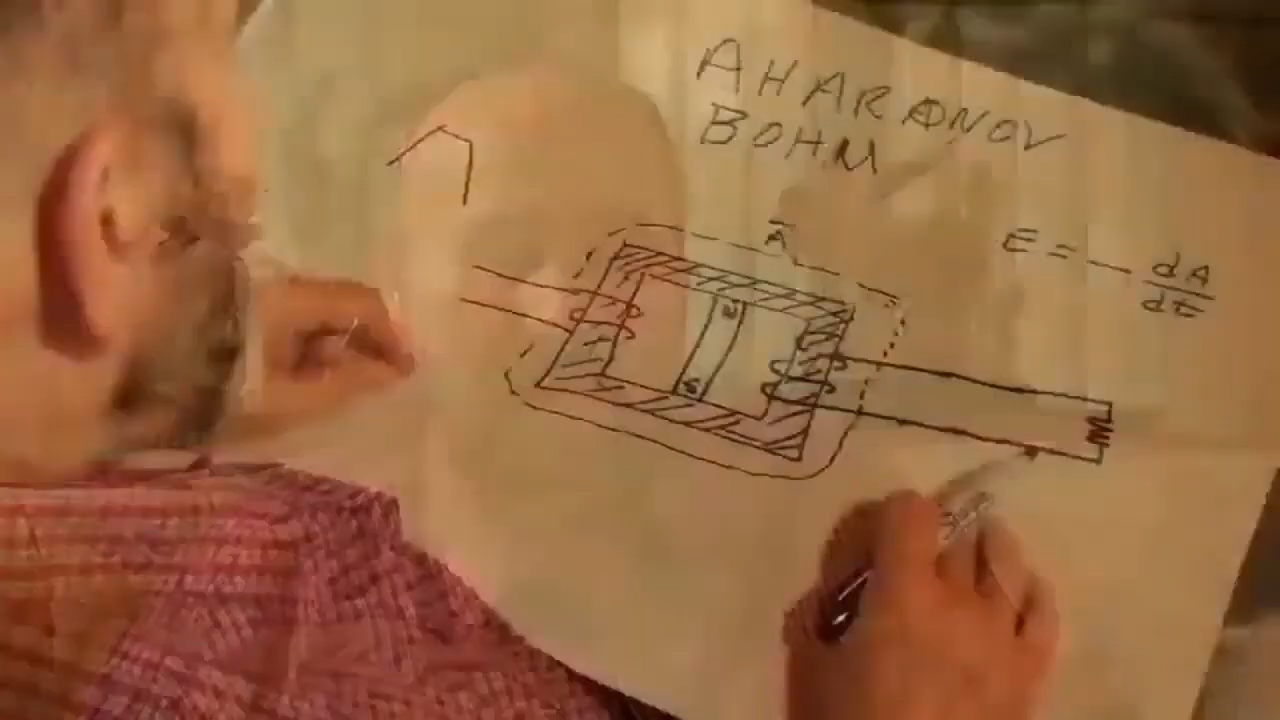 AHARONOV
BOHM
Ā
E = - dA/dt
N
S